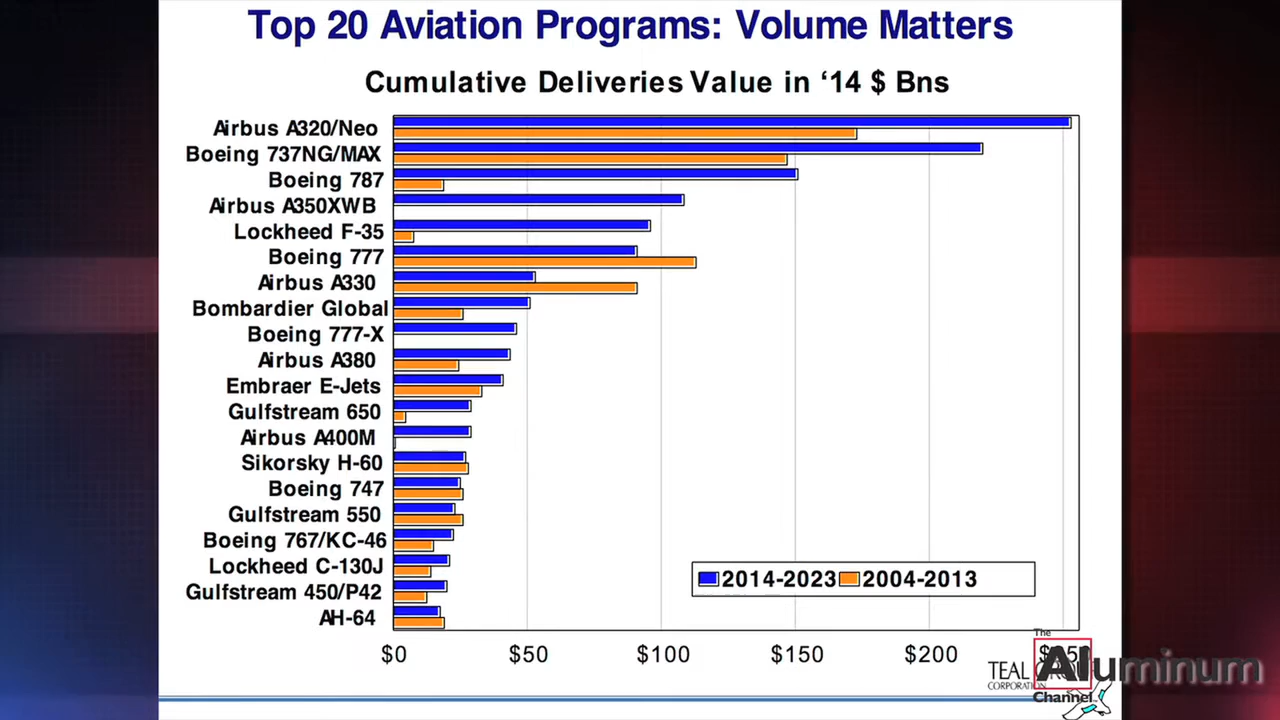 Top 20 Aviation Programs: Volume Matters
Cumulative Deliveries Value in ‘14 $ Bns
Airbus A320/Neo
Boeing 737NG/MAX
Boeing 787
Airbus A350XWB
Lockheed F-35
Boeing 777
Airbus A330
Bombardier Global
Boeing 777-X
Airbus A380
Embraer E-Jets
Gulfstream 650
Airbus A400M
Sikorsky H-60
Boeing 747
Gulfstream 550
Boeing 767/KC-46
Lockheed C-130J
Gulfstream 450/P42
AH-64
2014-2023 2004-2013
$0 $50 $100 $150 $200
TEAL
CORPORATION
The
Aluminum
Channel